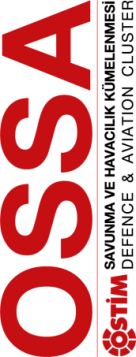 OSSA
SAVUNMA VE HAVACILIK KÜMELENMESİ
OSTİM DEFENCE & AVIATION CLUSTER